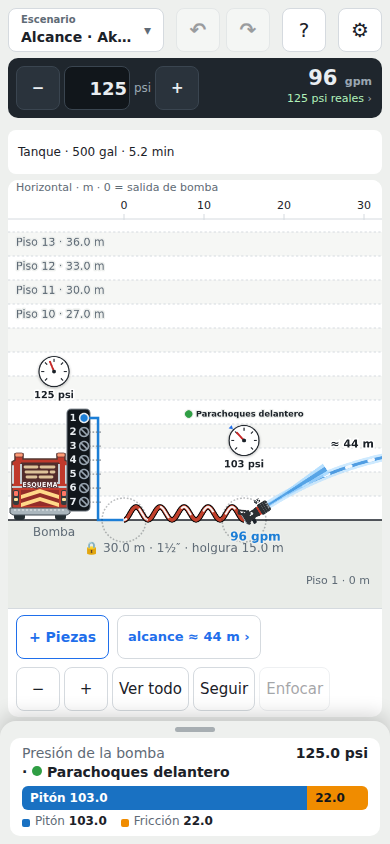 Escenario
Alcance · Ak… ▼
↶ ↷ ? ⚙
− 125 psi +
96 gpm
125 psi reales ›
Tanque · 500 gal · 5.2 min
Horizontal · m · 0 = salida de bomba
0 10 20 30
Piso 13 · 36.0 m
Piso 12 · 33.0 m
Piso 11 · 30.0 m
Piso 10 · 27.0 m
125 psi
1
2
3
4
5
6
7
ESQUEMA
Bomba
Parachoques delantero
103 psi
≈ 44 m
96 gpm
🔒 30.0 m · 1½″ · holgura 15.0 m
Piso 1 · 0 m
+ Piezas
alcance ≈ 44 m ›
− + Ver todo Seguir Enfocar
Presión de la bomba 125.0 psi
· Parachoques delantero
Pitón 103.0 22.0
Pitón 103.0 Fricción 22.0